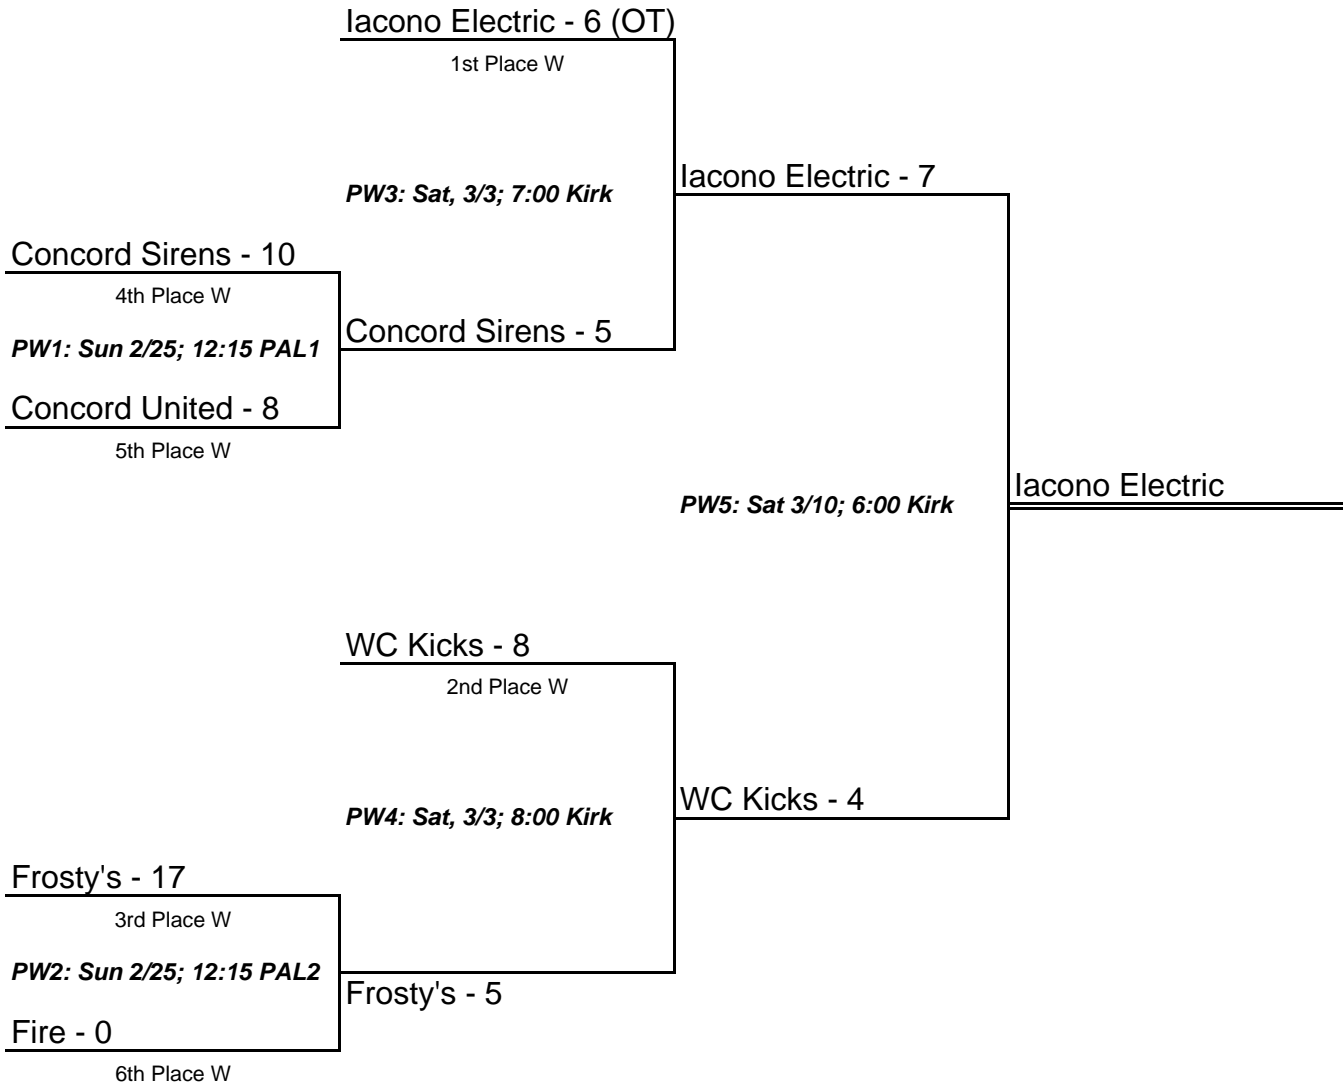 Iacono Electric - 6 (OT)
1st Place W
PW3: Sat, 3/3; 7:00 Kirk
Iacono Electric - 7
Concord Sirens - 10
4th Place W
PW1: Sun 2/25; 12:15 PAL1
Concord Sirens - 5
Concord United - 8
5th Place W
PW5: Sat 3/10; 6:00 Kirk
Iacono Electric
WC Kicks - 8
2nd Place W
PW4: Sat, 3/3; 8:00 Kirk
WC Kicks - 4
Frosty's - 17
3rd Place W
PW2: Sun 2/25; 12:15 PAL2
Frosty's - 5
Fire - 0
6th Place W